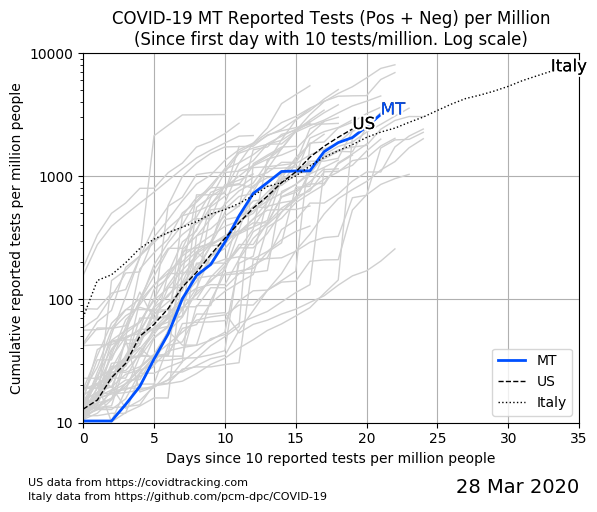 COVID-19 MT Reported Tests (Pos + Neg) per Million
(Since first day with 10 tests/million. Log scale)
Cumulative reported tests per million people
10000
1000
100
10
Italy
MT
US
MT
US
Italy
0 5 10 15 20 25 30 35
Days since 10 reported tests per million people
US data from https://covidtracking.com
Italy data from https://github.com/pcm-dpc/COVID-19
28 Mar 2020